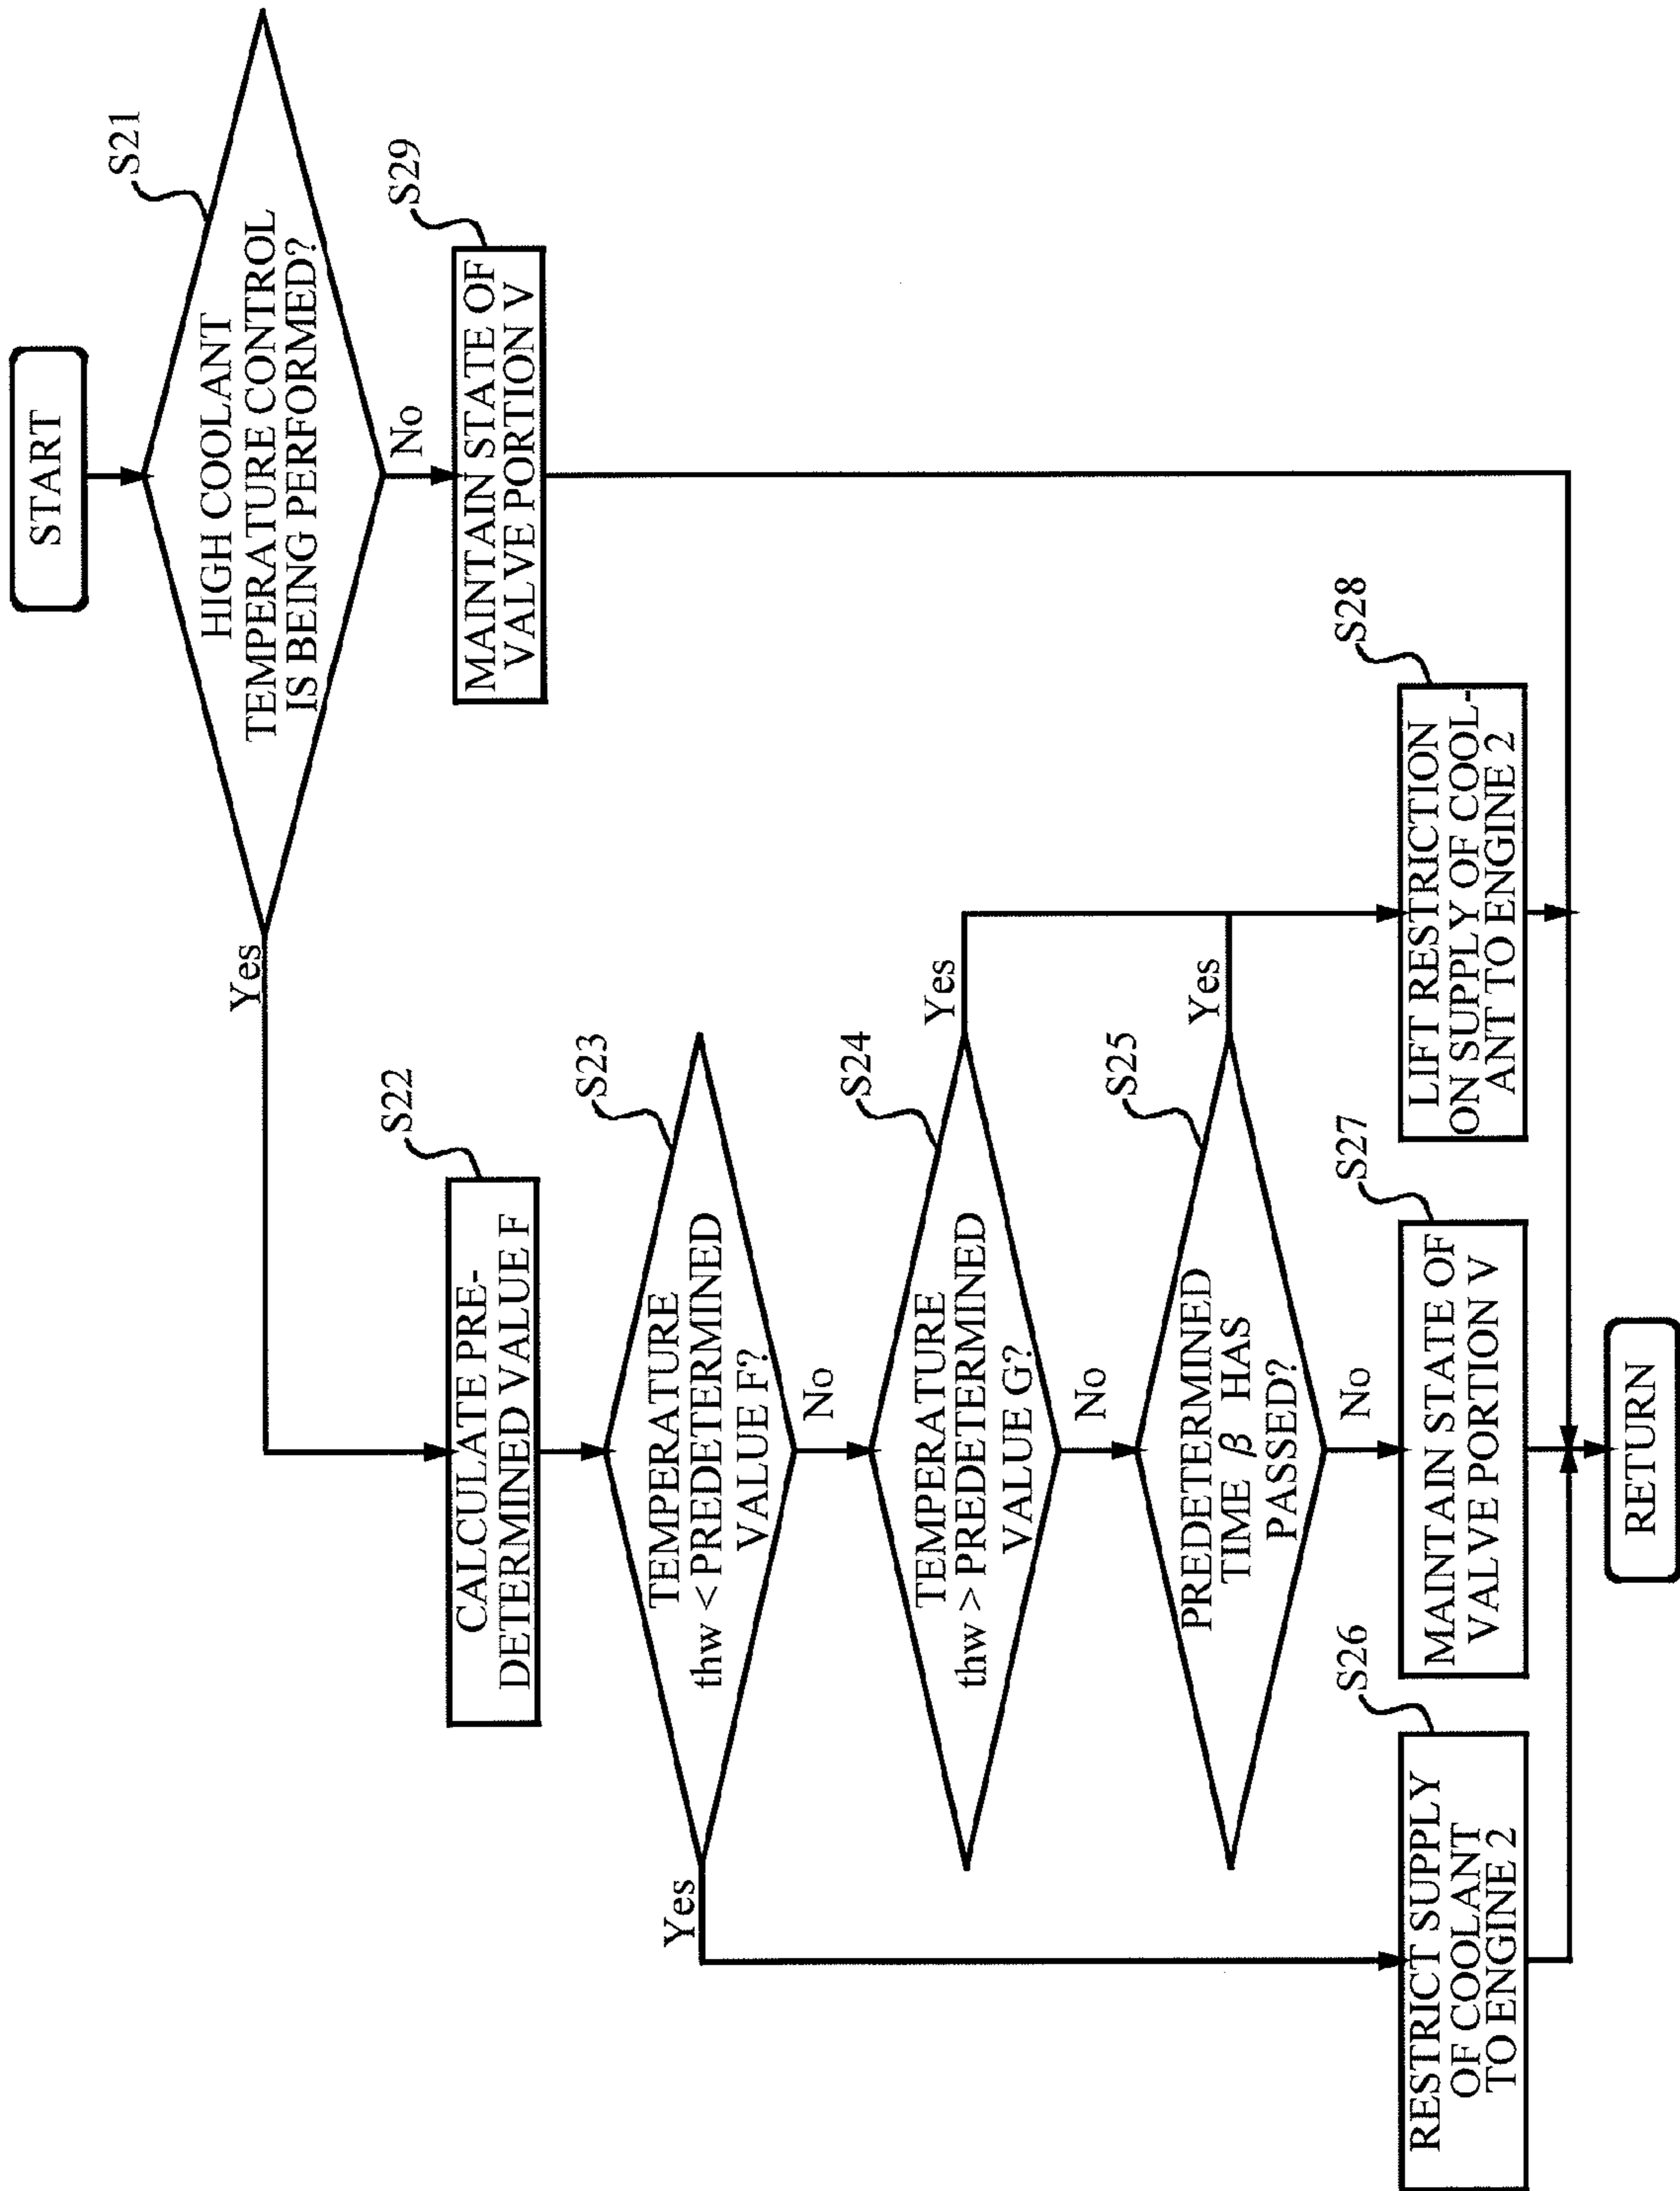 START
HIGH COOLANT
TEMPERATURE CONTROL
IS BEING PERFORMED?
S21
Yes
No
MAINTAIN STATE OF
VALVE PORTION V
S29
CALCULATE PRE-
DETERMINED VALUE F
S22
TEMPERATURE
thw < PREDETERMINED
VALUE F?
S23
Yes
No
TEMPERATURE
thw > PREDETERMINED
VALUE G?
S24
Yes
No
PREDETERMINED
TIME β HAS
PASSED?
S25
Yes
No
RESTRICT SUPPLY
OF COOLANT
TO ENGINE 2
S26
MAINTAIN STATE OF
VALVE PORTION V
S27
LIFT RESTRICTION
ON SUPPLY OF COOL-
ANT TO ENGINE 2
S28
RETURN